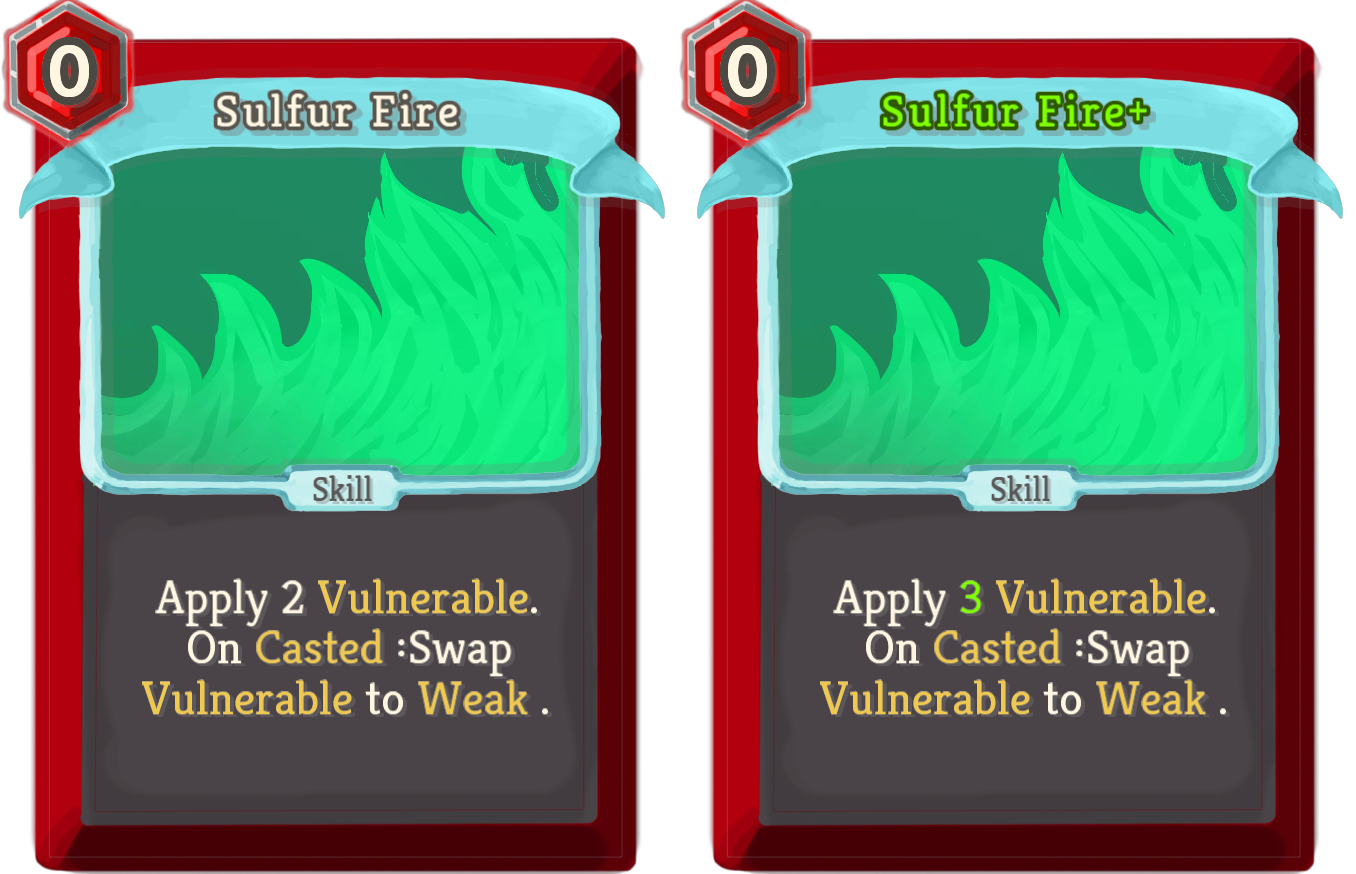 0
Sulfur Fire
Skill
Apply 2 Vulnerable.
On Casted :Swap
Vulnerable to Weak .
0
Sulfur Fire+
Skill
Apply 3 Vulnerable.
On Casted :Swap
Vulnerable to Weak .